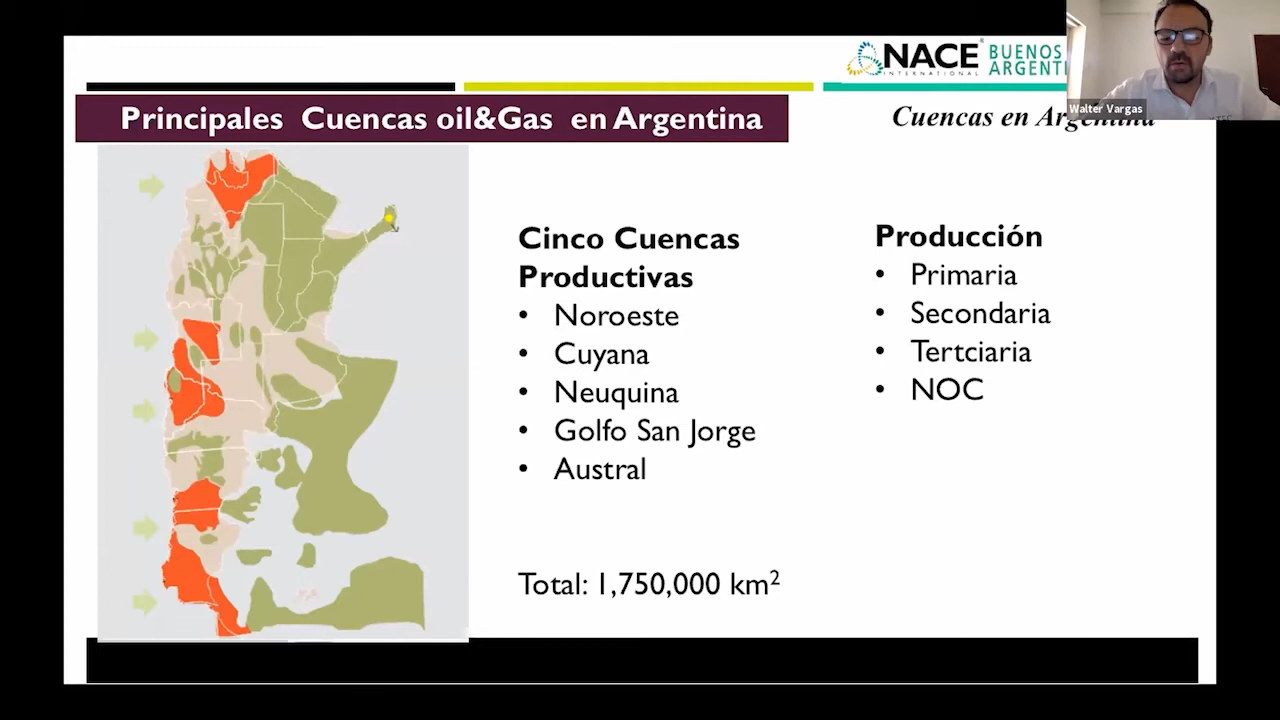 NACE
INTERNATIONAL
BUENOS
ARGENTI
Walter Vargas
Principales Cuencas oil&Gas en Argentina
Cuencas en Argentina
Cinco Cuencas
Productivas
• Noroeste
• Cuyana
• Neuquina
• Golfo San Jorge
• Austral
Total: 1,750,000 km²
Producción
• Primaria
• Secundaria
• Tertciaria
• NOC